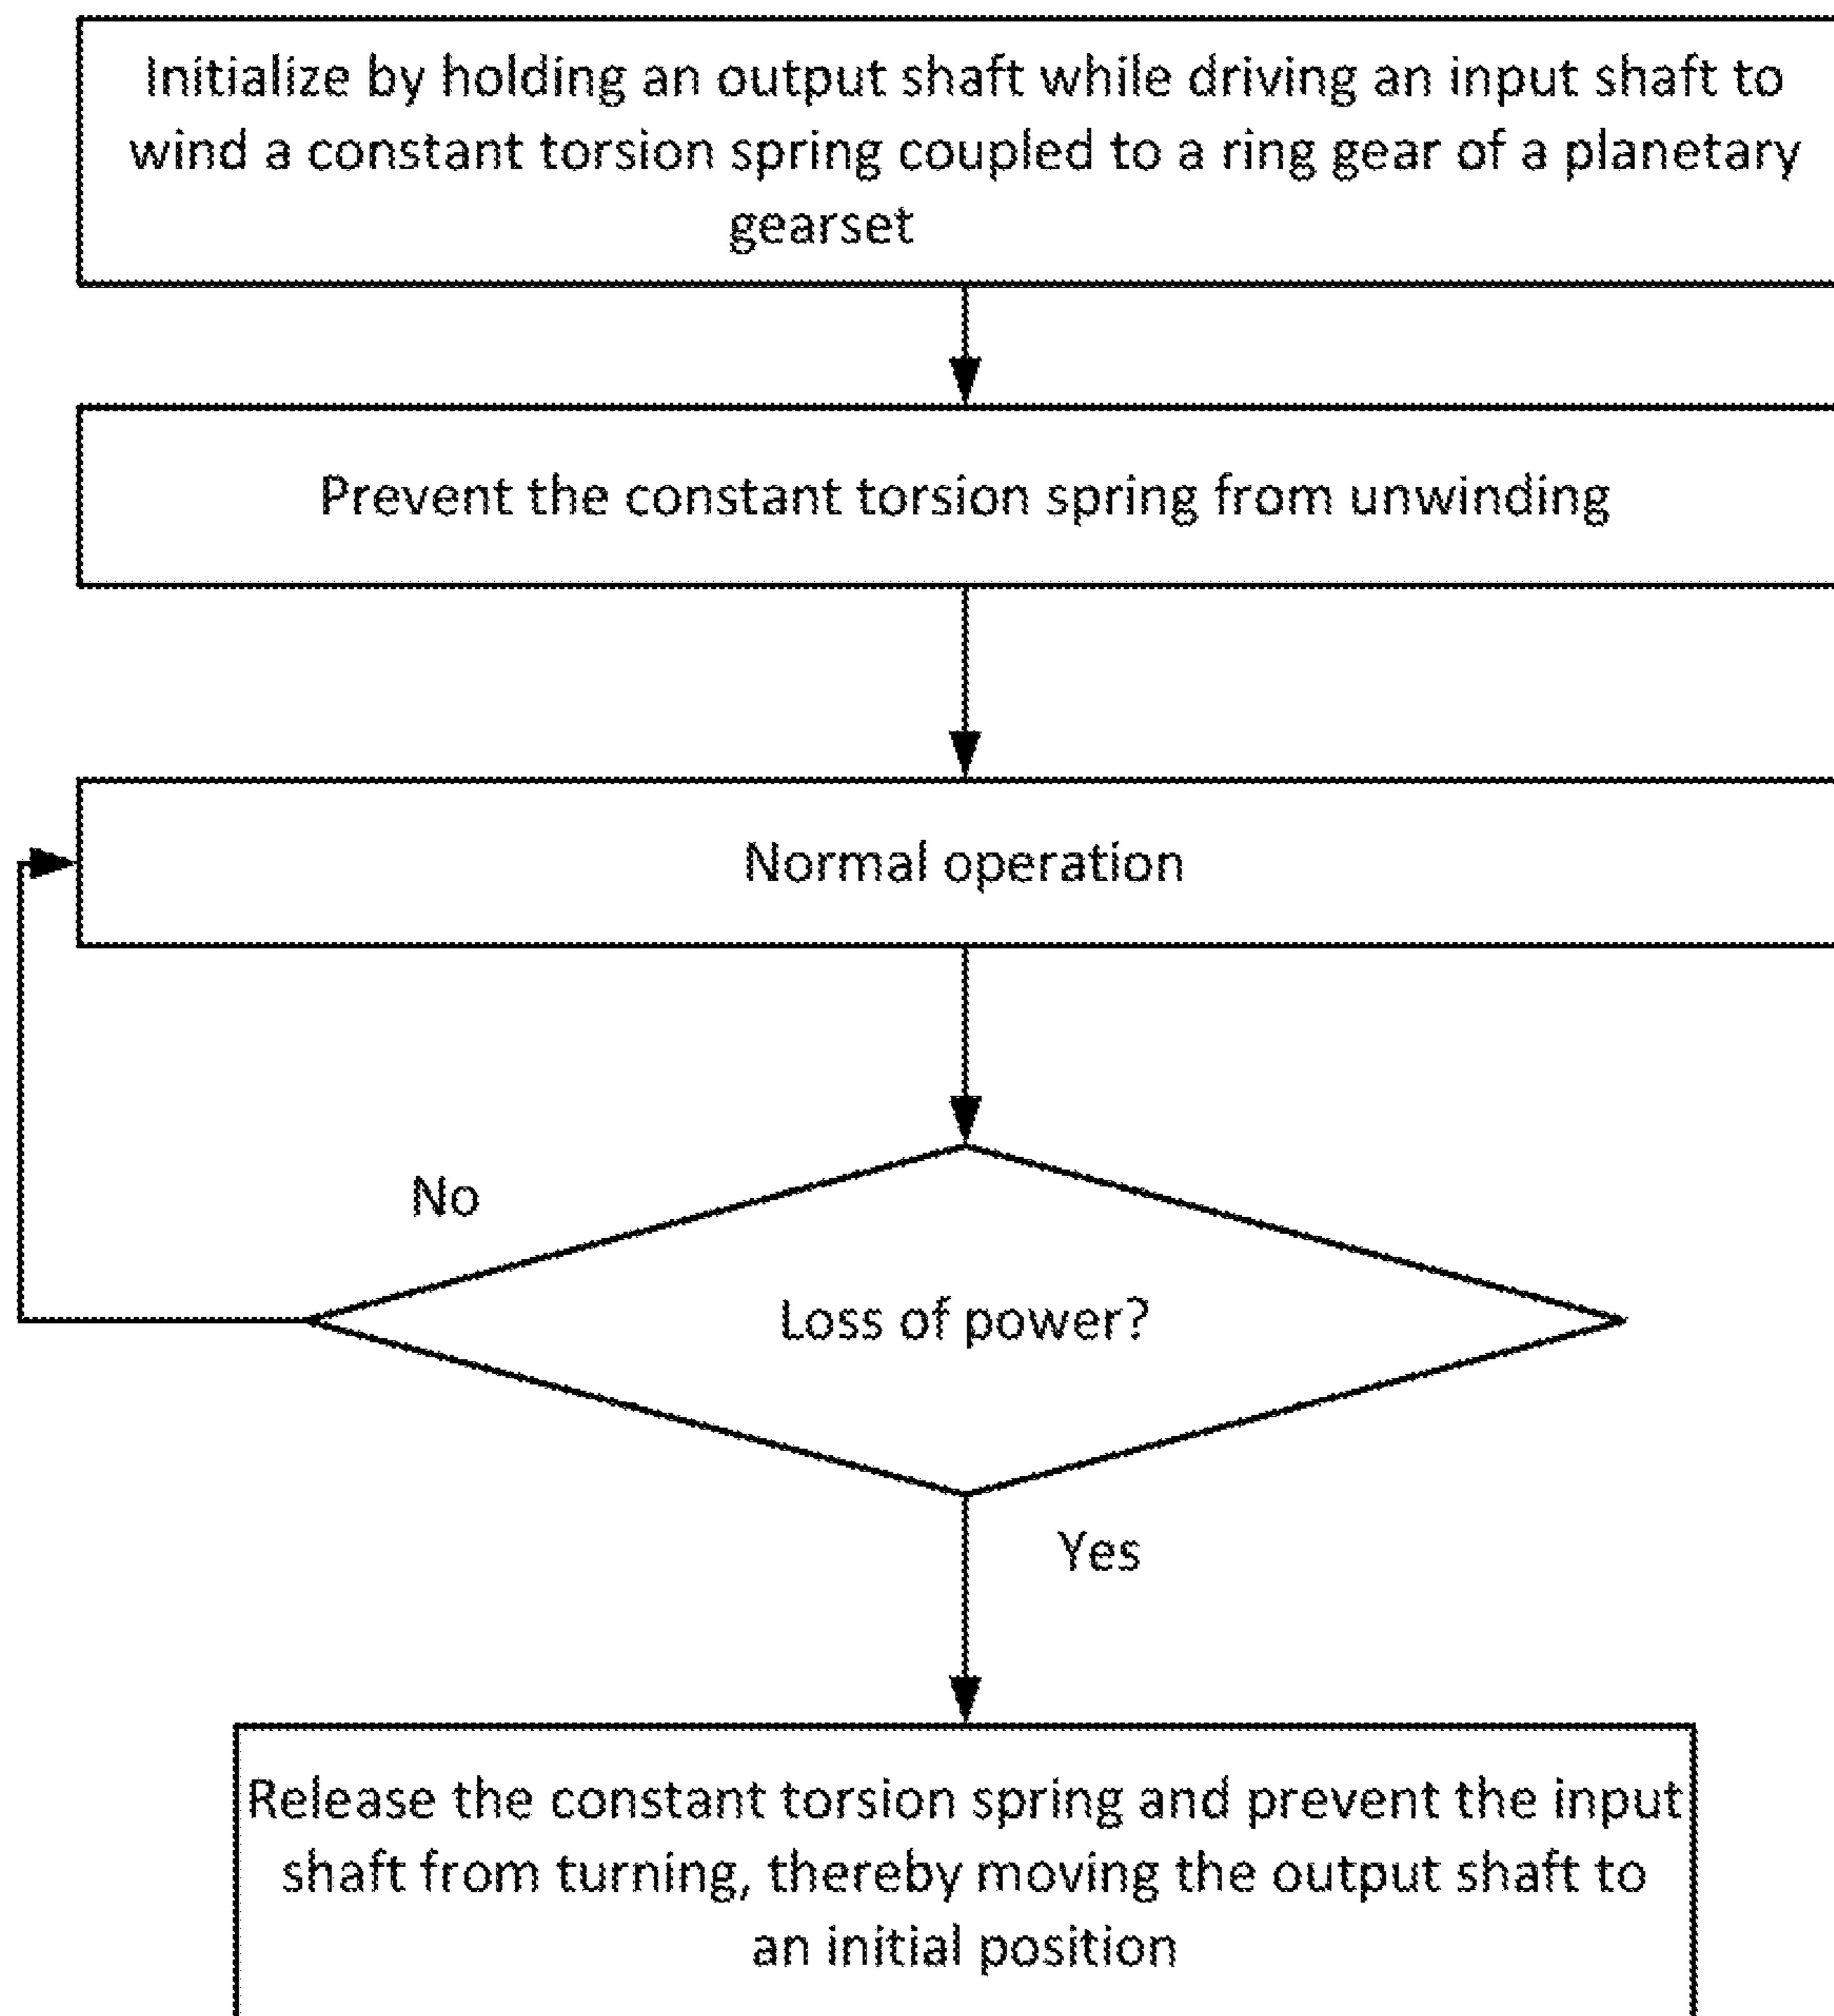 Initialize by holding an output shaft while driving an input shaft to
wind a constant torsion spring coupled to a ring gear of a planetary
gearset
Prevent the constant torsion spring from unwinding
Normal operation
No
Loss of power?
Yes
Release the constant torsion spring and prevent the input
shaft from turning, thereby moving the output shaft to
an initial position